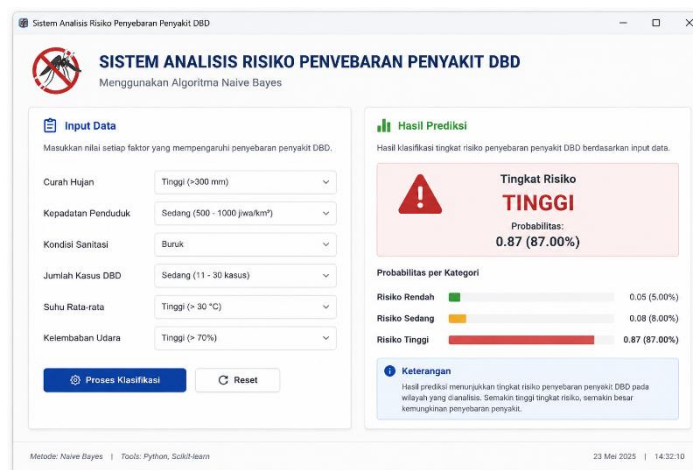 Sistem Analisis Risiko Penyebaran Penyakit DBD
SISTEM ANALISIS RISIKO PENVEBARAN PENYAKIT DBD
Menggunakan Algoritma Naive Bayes
Input Data
Masukkan nilai setiap faktor yang mempengaruhi penyebaran penyakit DBD.
Curah Hujan
Tinggi (>300 mm)
Kepadatan Penduduk
Sedang (500 - 1000 jiwa/km²)
Kondisi Sanitasi
Buruk
Jumlah Kasus DBD
Sedang (11 - 30 kasus)
Suhu Rata-rata
Tinggi (> 30 °C)
Kelembaban Udara
Tinggi (> 70%)
Proses Klasifikasi
Reset
Hasil Prediksi
Hasil klasifikasi tingkat risiko penyebaran penyakit DBD berdasarkan input data.
Tingkat Risiko
TINGGI
Probabilitas:
0.87 (87.00%)
Probabilitas per Kategori
Risiko Rendah 0.05 (5.00%)
Risiko Sedang 0.08 (8.00%)
Risiko Tinggi 0.87 (87.00%)
Keterangan
Hasil prediksi menunjukkan tingkat risiko penyebaran penyakit DBD pada
wilayah yang dianalisis. Semakin tinggi tingkat risiko, semakin besar
kemungkinan penyebaran penyakit.
Metode: Naive Bayes | Tools: Python, Scikit-learn
23 Mei 2025 | 14:32:10